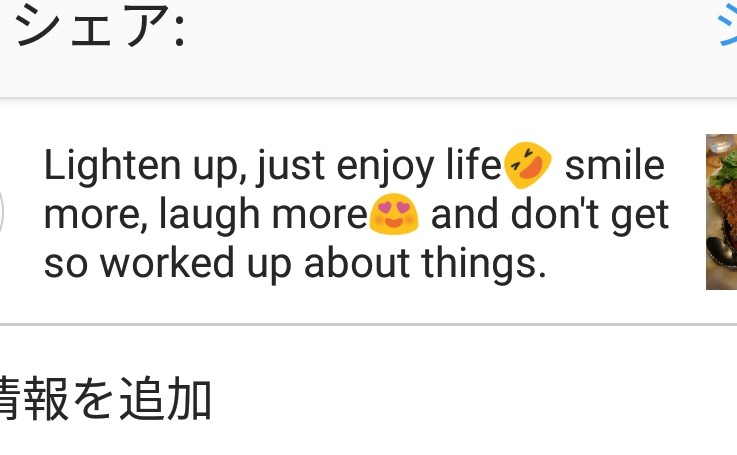 シェア:
Lighten up, just enjoy life🤣 smile
more, laugh more😍 and don't get
so worked up about things.
情報を追加